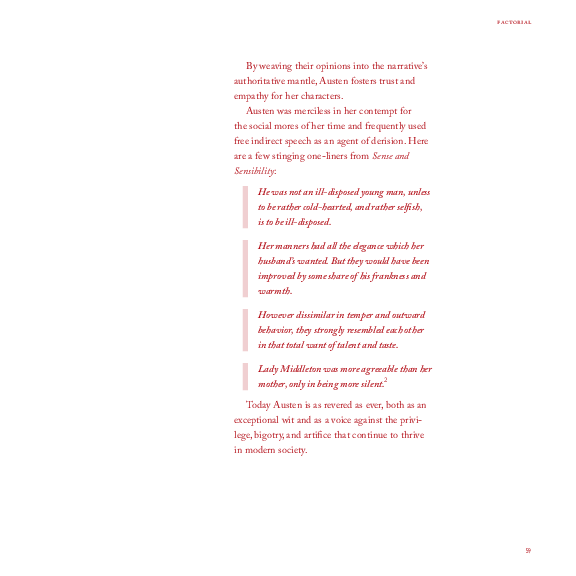 FACTORIAL
By weaving their opinions into the narrative's
authoritative mantle, Austen fosters trust and
empathy for her characters.
Austen was merciless in her contempt for
the social mores of her time and frequently used
free indirect speech as an agent of derision. Here
are a few stinging one-liners from Sense and
Sensibility:
He was not an ill-disposed young man, unless
to be rather cold-hearted, and rather selfish,
is to be ill-disposed.
Her manners had all the elegance which her
husband's wanted. But they would have been
improved by some share of his frankness and
warmth.
However dissimilar in temper and outward
behavior, they strongly resembled each other
in that total want of talent and taste.
Lady Middleton was more agreeable than her
mother, only in being more silent.2
Today Austen is as revered as ever, both as an
exceptional wit and as a voice against the privi-
lege, bigotry, and artifice that continue to thrive
in modern society.
59